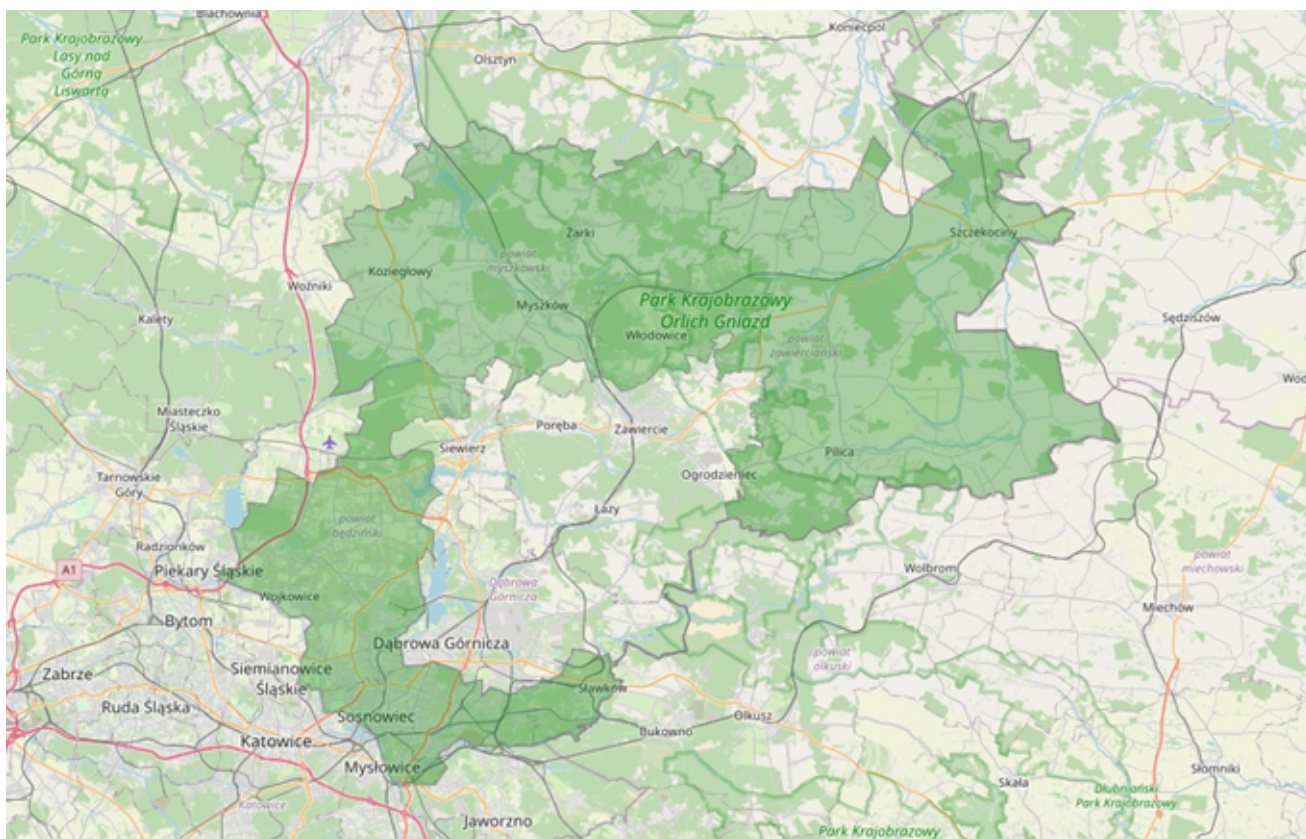 Blachownia
Park Krajobrazowy
Lasy nad
Górną
Liswartą
Koniecpol
Olsztyn
Żarki
Szczekociny
powiat
myszkowski
Koziegłowy
Woźniki
Myszków
Park Krajobrazowy
Orlich Gniazd
Kalety
Włodowice
powiat
zawierciański
Sędziszów
Wod
Miasteczko
Śląskie
Siewierz
Poręba
Zawiercie
Pilica
Tarnowskie
Góry
Ogrodzieniec
Łazy
powiat
będziński
Radzionków
A1
Piekary Śląskie
Wojkowice
Dąbrowa
Górnicza
Wolbrom
powiat
miechowski
Miechów
Bytom
Dąbrowa Górnicza
powiat
olkuski
Zabrze
Siemianowice
Śląskie
Sławków
Ruda Śląska
Sosnowiec
Olkusz
Katowice
Bukowno
Mysłowice
Słomniki
Skała
Dłubniański
Park Krajobrazowy
Katowice
Jaworzno
Park Krajobrazowy